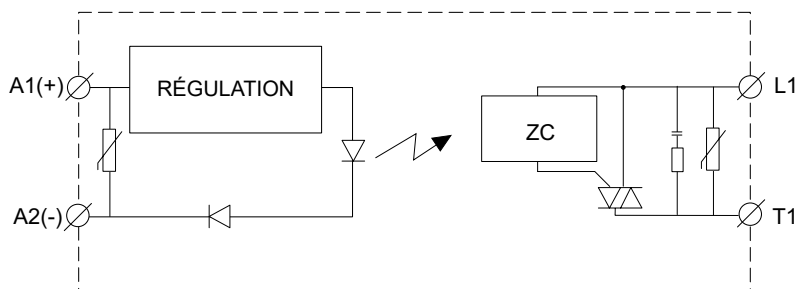 A1(+)
RÉGULATION
L1
ZC
A2(-)
T1